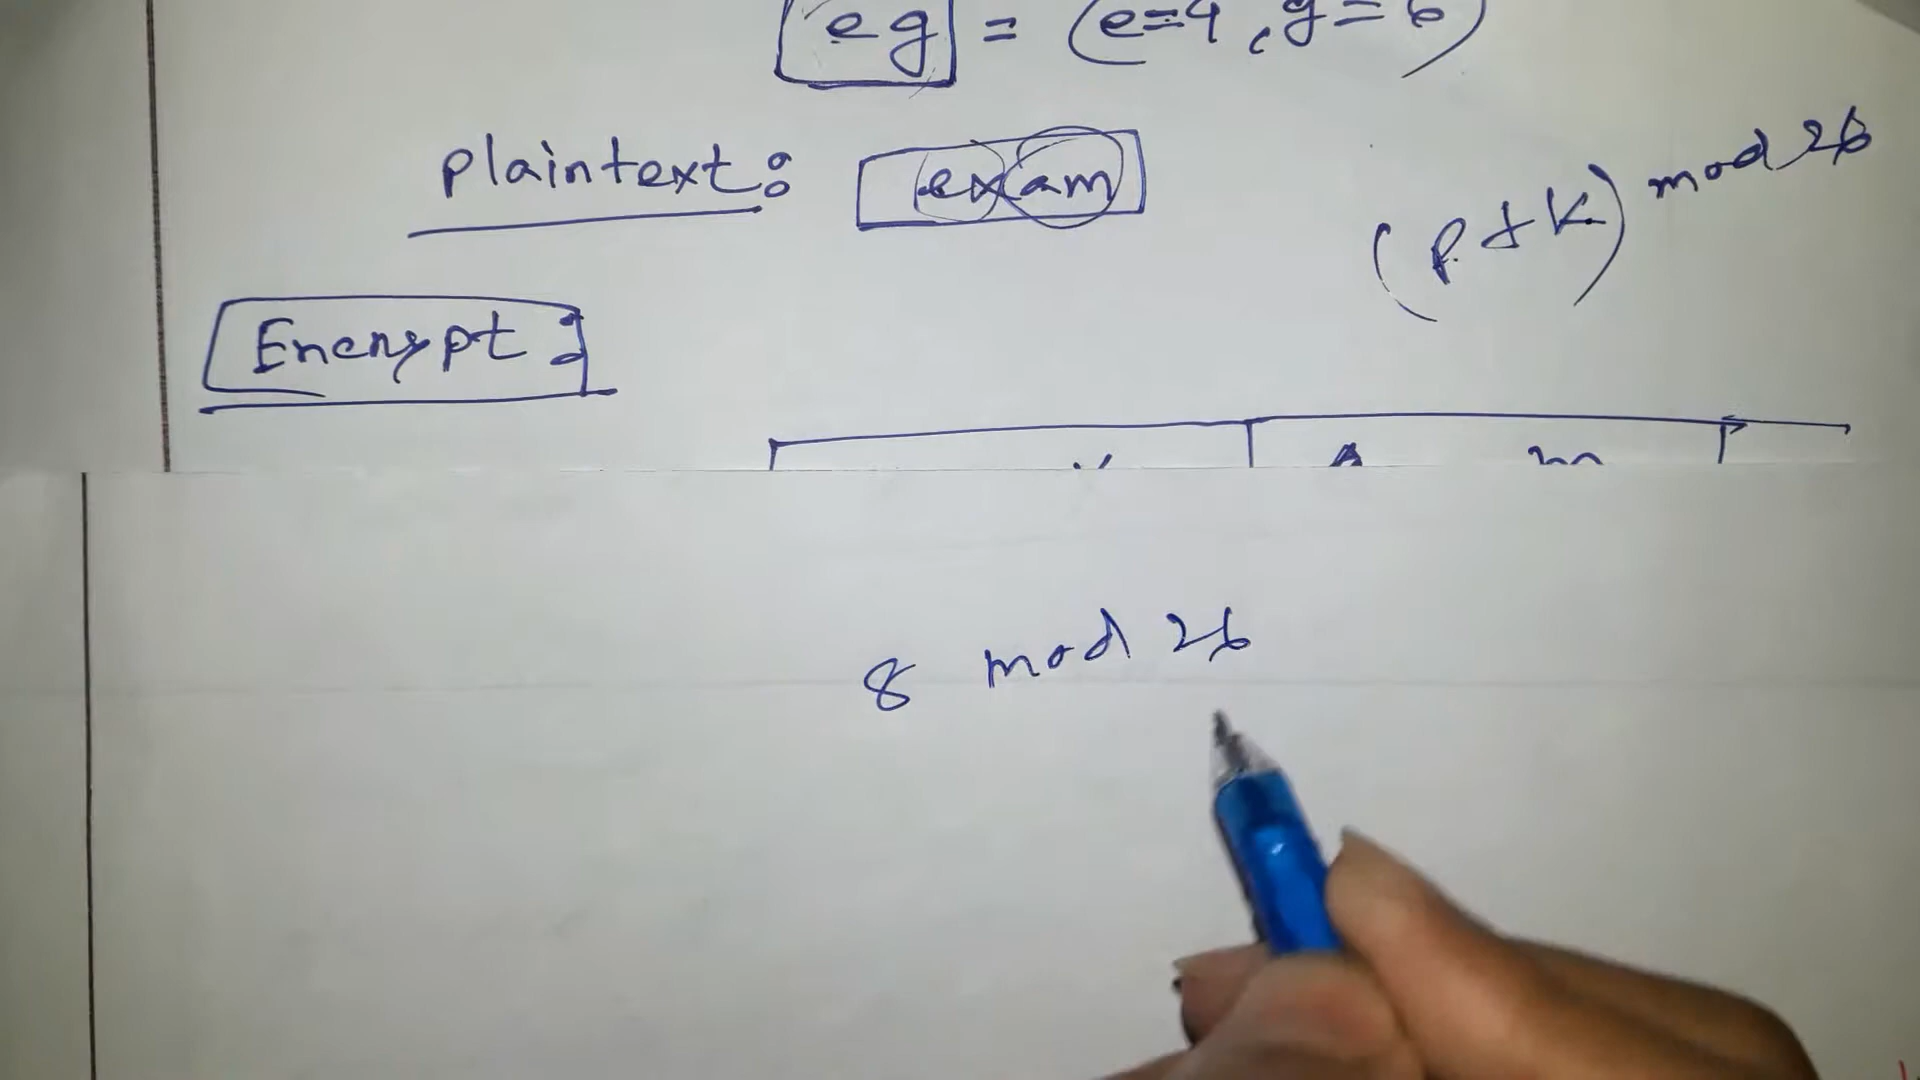 eg = (e=4, g=6)
plaintext: exam
(P+K) mod 26
Encrypt:
8 mod 26